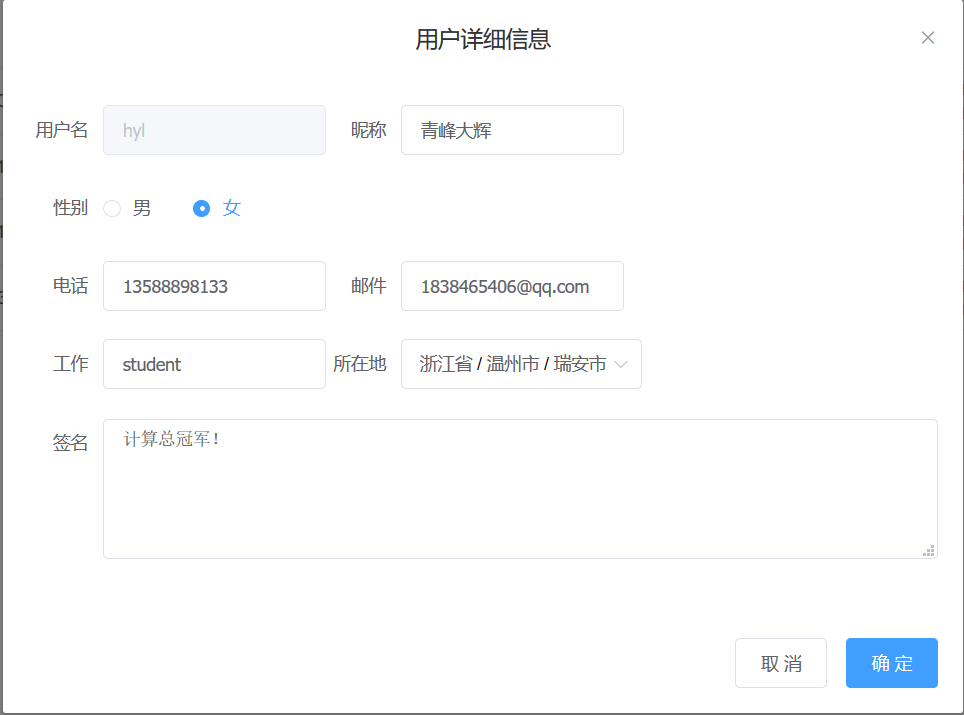 用户详细信息
用户名 hyl 昵称 青峰大辉
性别 男 女
电话 13588898133 邮件 1838465406@qq.com
工作 student 所在地 浙江省 / 温州市 / 瑞安市
签名 计算总冠军！
取 消 确 定